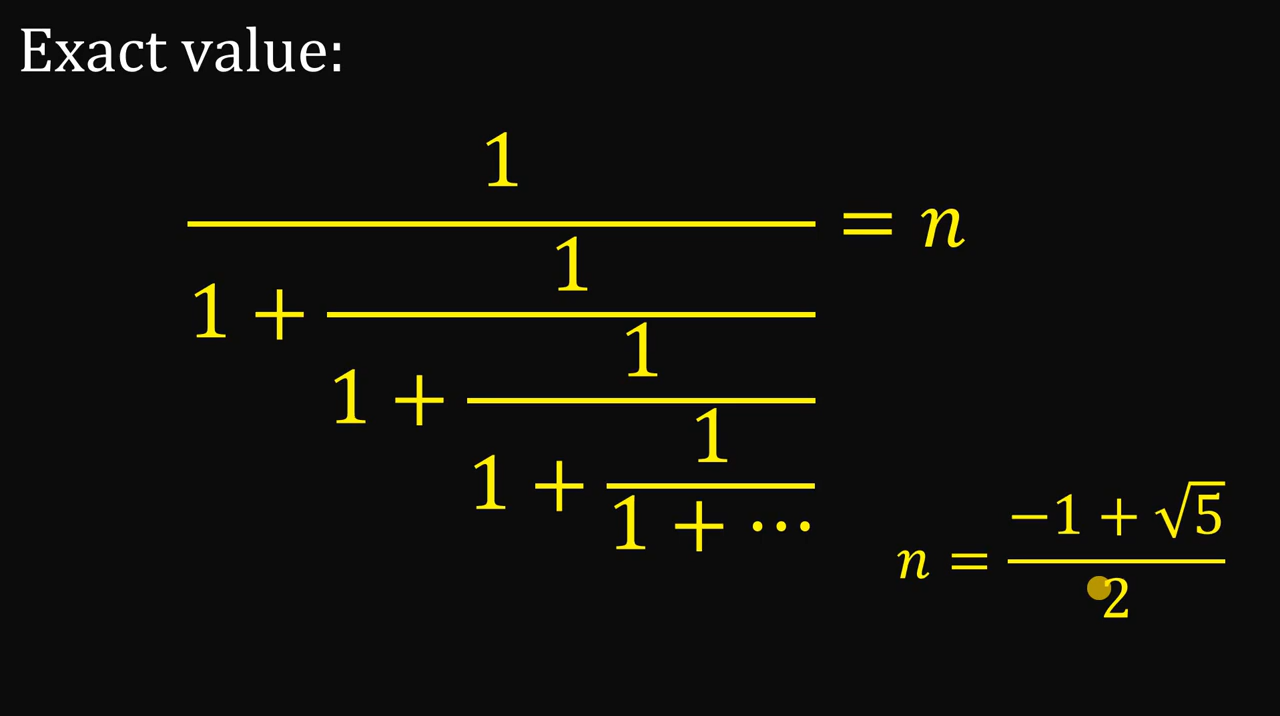 Exact value:
1
1 + 1
1 + 1
1 + 1
1 + ⋯
= n
n = −1 + √5
2